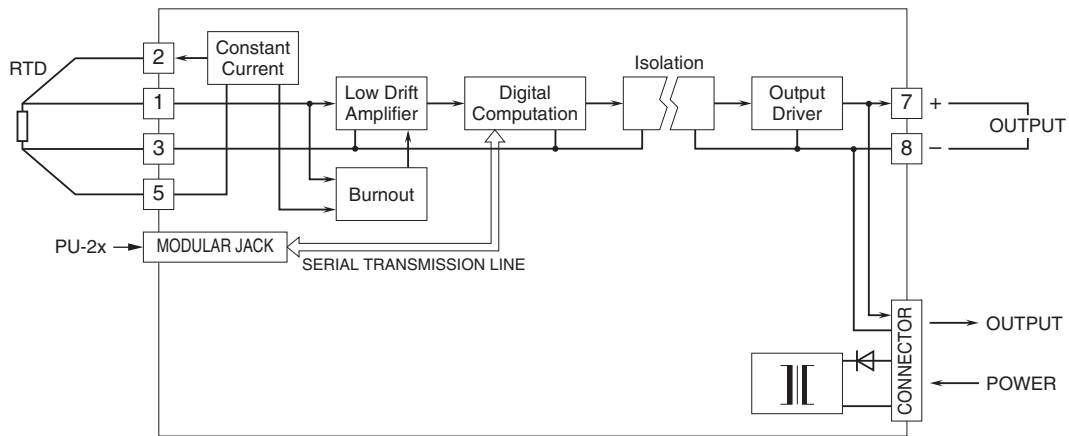 RTD
2
1
3
5
Constant
Current
Low Drift
Amplifier
Digital
Computation
Isolation
Output
Driver
7
+
OUTPUT
8
–
Burnout
PU-2x
MODULAR JACK
SERIAL TRANSMISSION LINE
CONNECTOR
OUTPUT
POWER